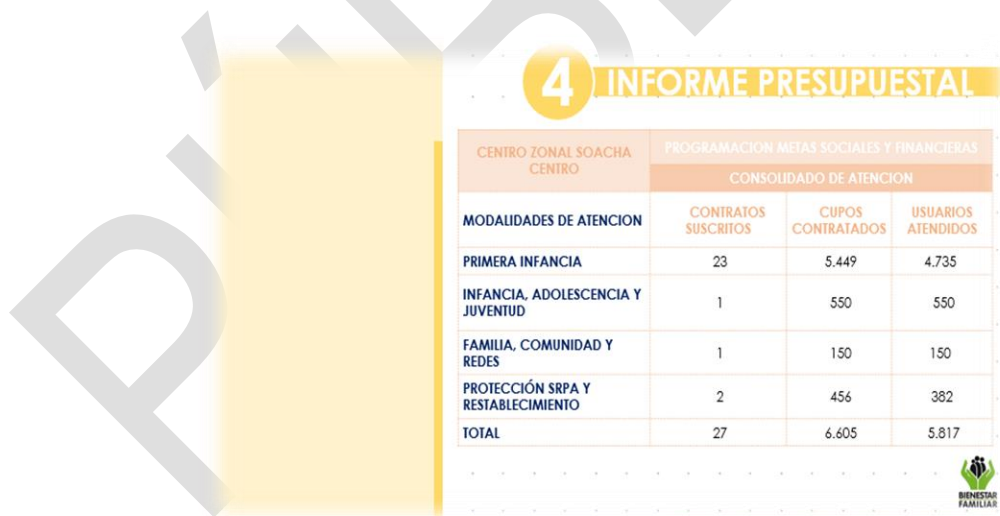 4 INFORME PRESUPUESTAL
CENTRO ZONAL SOACHA
CENTRO
PROGRAMACION METAS SOCIALES Y FINANCIERAS
CONSOLIDADO DE ATENCION
MODALIDADES DE ATENCION
CONTRATOS
SUSCRITOS
CUPOS
CONTRATADOS
USUARIOS
ATENDIDOS
PRIMERA INFANCIA 23 5.449 4.735
INFANCIA, ADOLESCENCIA Y
JUVENTUD
1 550 550
FAMILIA, COMUNIDAD Y
REDES
1 150 150
PROTECCIÓN SRPA Y
RESTABLECIMIENTO
2 456 382
TOTAL 27 6.605 5.817
BIENESTAR
FAMILIAR